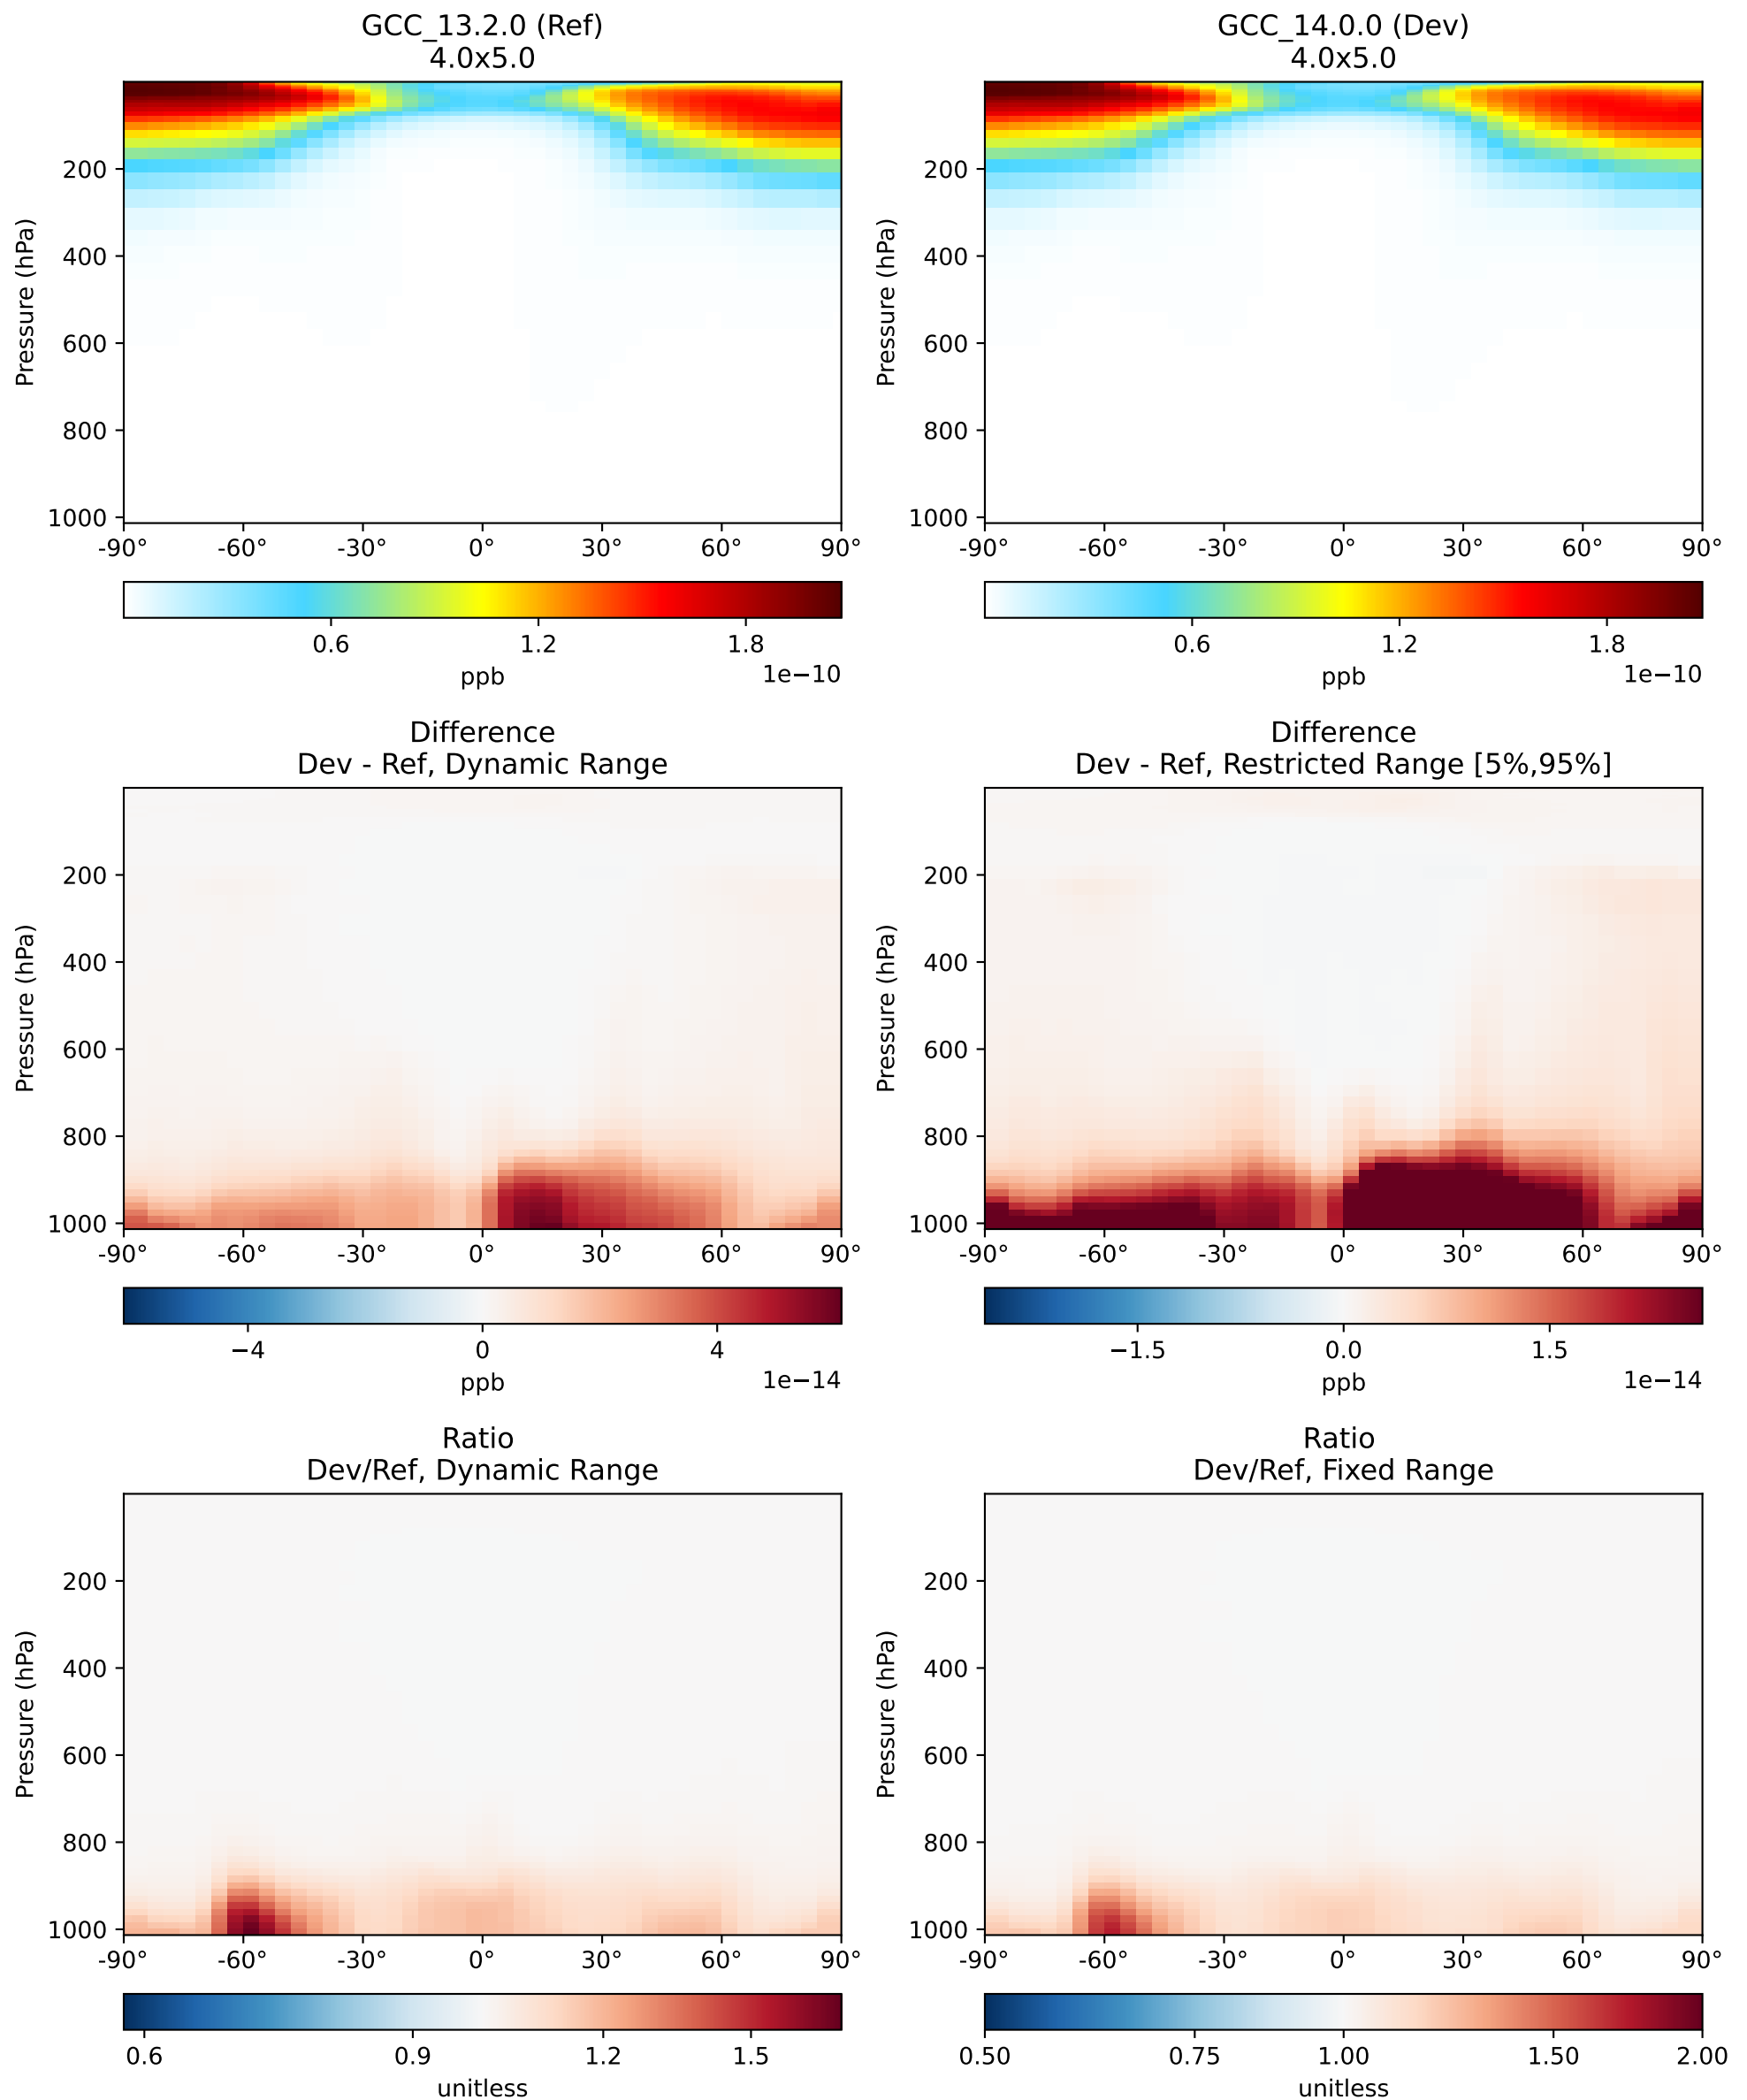 GCC_13.2.0 (Ref)
4.0x5.0
GCC_14.0.0 (Dev)
4.0x5.0
Pressure (hPa)
200
400
600
800
1000
-90° -60° -30° 0° 30° 60° 90°
0.6 1.2 1.8
ppb
1e−10
Pressure (hPa)
200
400
600
800
1000
-90° -60° -30° 0° 30° 60° 90°
0.6 1.2 1.8
ppb
1e−10
Difference
Dev - Ref, Dynamic Range
Difference
Dev - Ref, Restricted Range [5%,95%]
Pressure (hPa)
200
400
600
800
1000
-90° -60° -30° 0° 30° 60° 90°
−4 0 4
ppb
1e−14
Pressure (hPa)
200
400
600
800
1000
-90° -60° -30° 0° 30° 60° 90°
−1.5 0.0 1.5
ppb
1e−14
Ratio
Dev/Ref, Dynamic Range
Ratio
Dev/Ref, Fixed Range
Pressure (hPa)
200
400
600
800
1000
-90° -60° -30° 0° 30° 60° 90°
0.6 0.9 1.2 1.5
unitless
Pressure (hPa)
200
400
600
800
1000
-90° -60° -30° 0° 30° 60° 90°
0.50 0.75 1.00 1.50 2.00
unitless